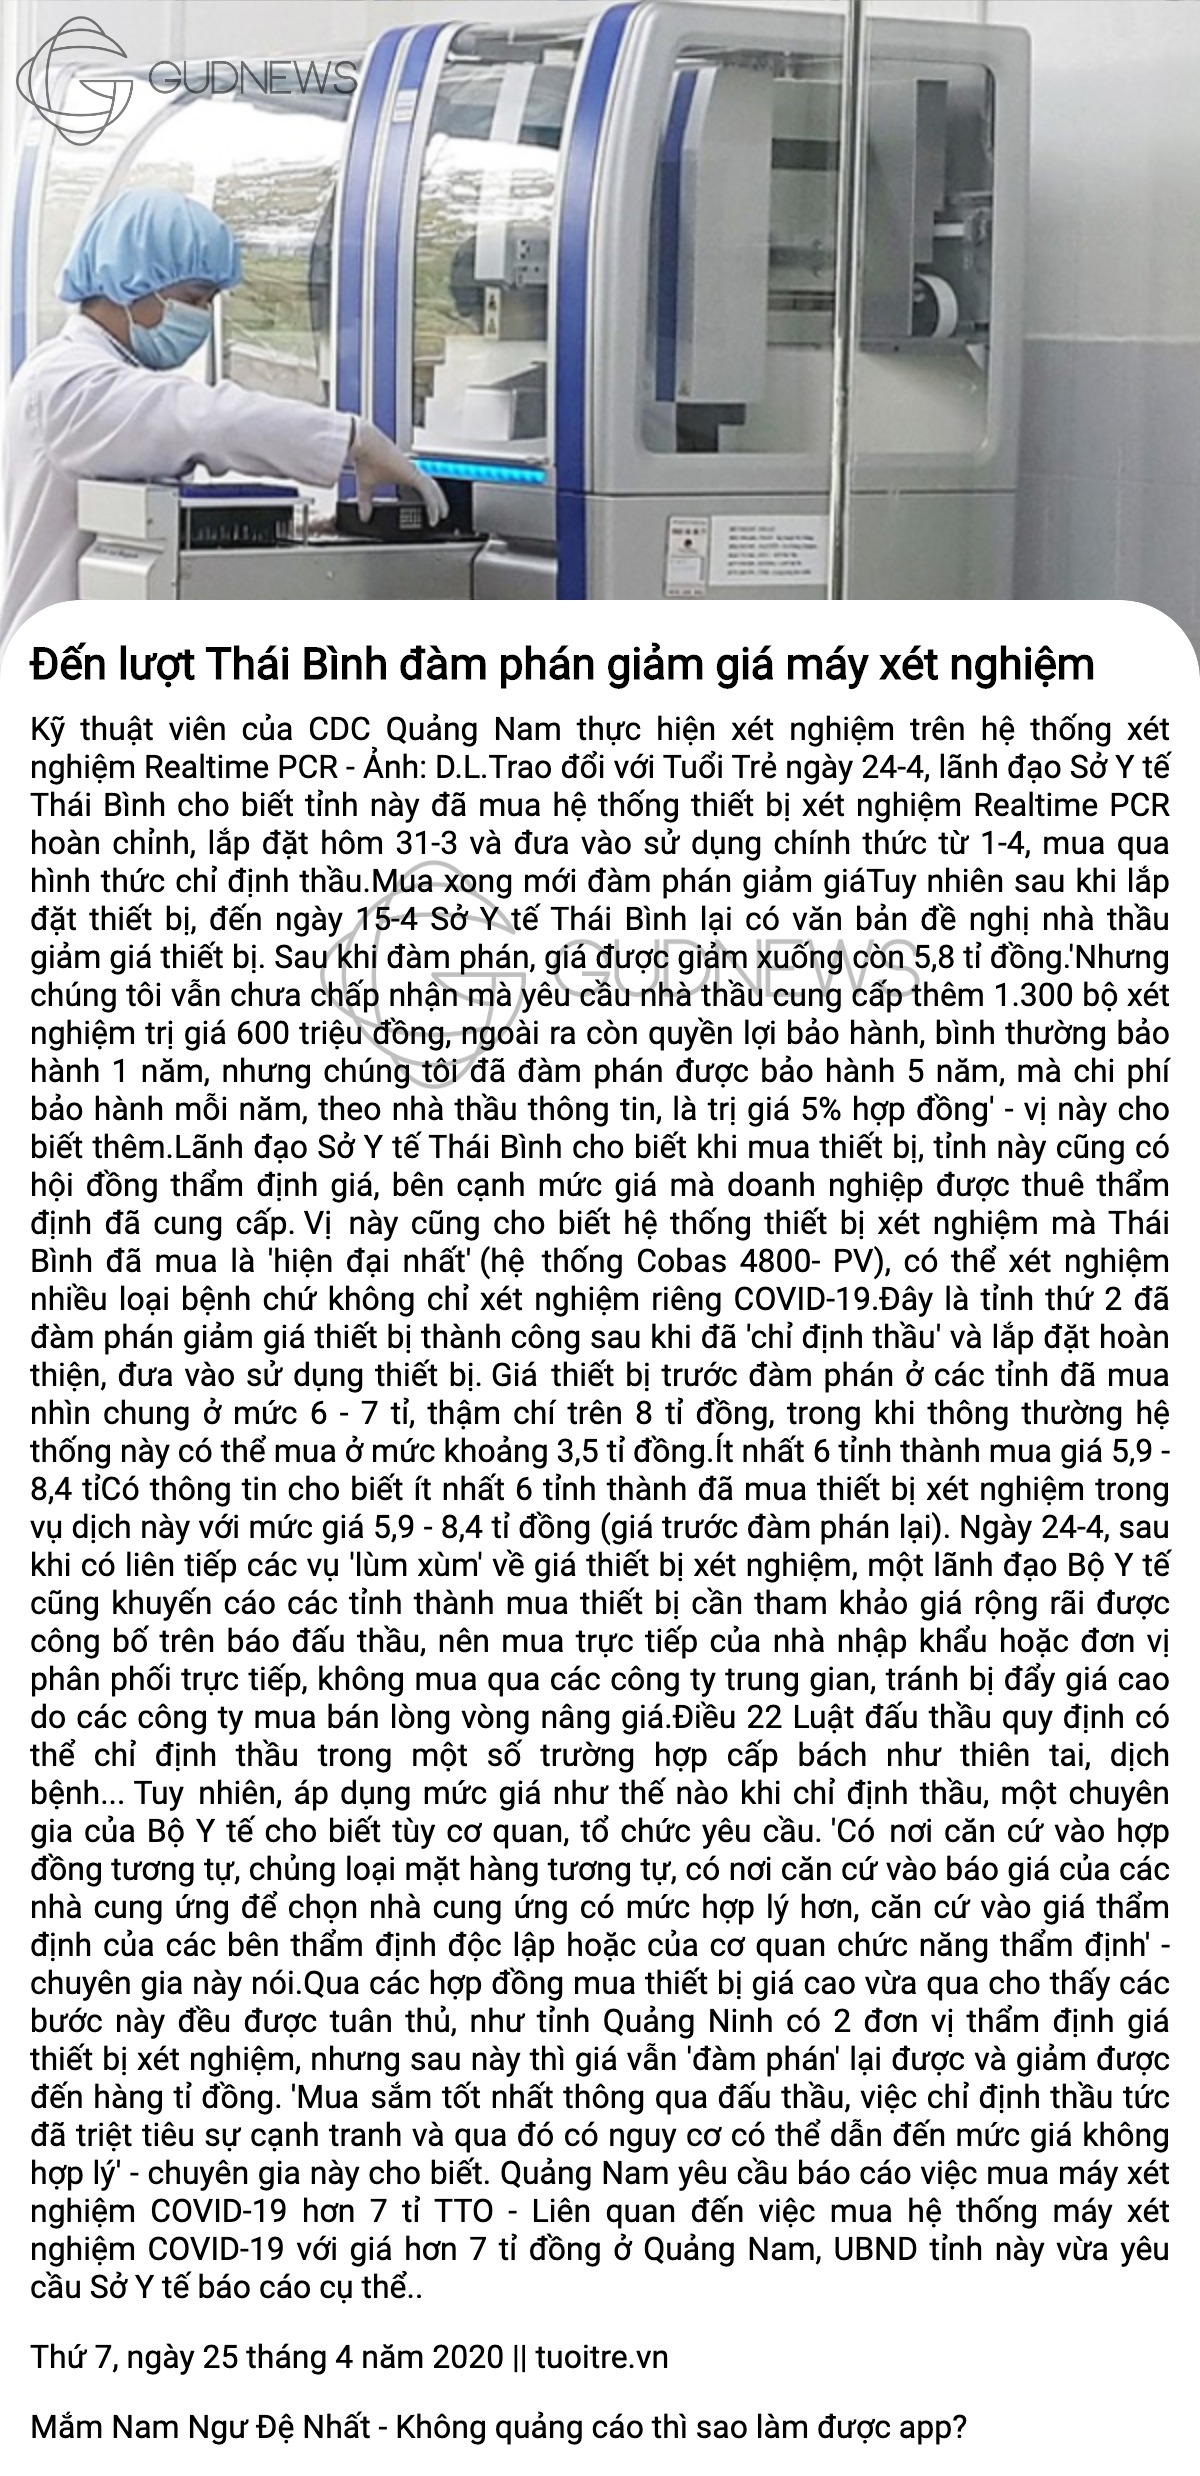 GUDNEWS
Đến lượt Thái Bình đàm phán giảm giá máy xét nghiệm
Kỹ thuật viên của CDC Quảng Nam thực hiện xét nghiệm trên hệ thống xét
nghiệm Realtime PCR - Ảnh: D.L.Trao đổi với Tuổi Trẻ ngày 24-4, lãnh đạo Sở Y tế
Thái Bình cho biết tỉnh này đã mua hệ thống thiết bị xét nghiệm Realtime PCR
hoàn chỉnh, lắp đặt hôm 31-3 và đưa vào sử dụng chính thức từ 1-4, mua qua
hình thức chỉ định thầu.Mua xong mới đàm phán giảm giáTuy nhiên sau khi lắp
đặt thiết bị, đến ngày 15-4 Sở Y tế Thái Bình lại có văn bản đề nghị nhà thầu
giảm giá thiết bị. Sau khi đàm phán, giá được giảm xuống còn 5,8 tỉ đồng.'Nhưng
chúng tôi vẫn chưa chấp nhận mà yêu cầu nhà thầu cung cấp thêm 1.300 bộ xét
nghiệm trị giá 600 triệu đồng, ngoài ra còn quyền lợi bảo hành, bình thường bảo
hành 1 năm, nhưng chúng tôi đã đàm phán được bảo hành 5 năm, mà chi phí
bảo hành mỗi năm, theo nhà thầu thông tin, là trị giá 5% hợp đồng' - vị này cho
biết thêm.Lãnh đạo Sở Y tế Thái Bình cho biết khi mua thiết bị, tỉnh này cũng có
hội đồng thẩm định giá, bên cạnh mức giá mà doanh nghiệp được thuê thẩm
định đã cung cấp. Vị này cũng cho biết hệ thống thiết bị xét nghiệm mà Thái
Bình đã mua là 'hiện đại nhất' (hệ thống Cobas 4800- PV), có thể xét nghiệm
nhiều loại bệnh chứ không chỉ xét nghiệm riêng COVID-19.Đây là tỉnh thứ 2 đã
đàm phán giảm giá thiết bị thành công sau khi đã 'chỉ định thầu' và lắp đặt hoàn
thiện, đưa vào sử dụng thiết bị. Giá thiết bị trước đàm phán ở các tỉnh đã mua
nhìn chung ở mức 6 - 7 tỉ, thậm chí trên 8 tỉ đồng, trong khi thông thường hệ
thống này có thể mua ở mức khoảng 3,5 tỉ đồng.Ít nhất 6 tỉnh thành mua giá 5,9 -
8,4 tỉCó thông tin cho biết ít nhất 6 tỉnh thành đã mua thiết bị xét nghiệm trong
vụ dịch này với mức giá 5,9 - 8,4 tỉ đồng (giá trước đàm phán lại). Ngày 24-4, sau
khi có liên tiếp các vụ 'lùm xùm' về giá thiết bị xét nghiệm, một lãnh đạo Bộ Y tế
cũng khuyến cáo các tỉnh thành mua thiết bị cần tham khảo giá rộng rãi được
công bố trên báo đấu thầu, nên mua trực tiếp của nhà nhập khẩu hoặc đơn vị
phân phối trực tiếp, không mua qua các công ty trung gian, tránh bị đẩy giá cao
do các công ty mua bán lòng vòng nâng giá.Điều 22 Luật đấu thầu quy định có
thể chỉ định thầu trong một số trường hợp cấp bách như thiên tai, dịch
bệnh... Tuy nhiên, áp dụng mức giá như thế nào khi chỉ định thầu, một chuyên
gia của Bộ Y tế cho biết tùy cơ quan, tổ chức yêu cầu. 'Có nơi căn cứ vào hợp
đồng tương tự, chủng loại mặt hàng tương tự, có nơi căn cứ vào báo giá của các
nhà cung ứng để chọn nhà cung ứng có mức hợp lý hơn, căn cứ vào giá thẩm
định của các bên thẩm định độc lập hoặc của cơ quan chức năng thẩm định' -
chuyên gia này nói.Qua các hợp đồng mua thiết bị giá cao vừa qua cho thấy các
bước này đều được tuân thủ, như tỉnh Quảng Ninh có 2 đơn vị thẩm định giá
thiết bị xét nghiệm, nhưng sau này thì giá vẫn 'đàm phán' lại được và giảm được
đến hàng tỉ đồng. 'Mua sắm tốt nhất thông qua đấu thầu, việc chỉ định thầu tức
đã triệt tiêu sự cạnh tranh và qua đó có nguy cơ có thể dẫn đến mức giá không
hợp lý' - chuyên gia này cho biết. Quảng Nam yêu cầu báo cáo việc mua máy xét
nghiệm COVID-19 hơn 7 tỉ TTO - Liên quan đến việc mua hệ thống máy xét
nghiệm COVID-19 với giá hơn 7 tỉ đồng ở Quảng Nam, UBND tỉnh này vừa yêu
cầu Sở Y tế báo cáo cụ thể..
Thứ 7, ngày 25 tháng 4 năm 2020 || tuoitre.vn
Mắm Nam Ngư Đệ Nhất - Không quảng cáo thì sao làm được app?
GUDNEWS